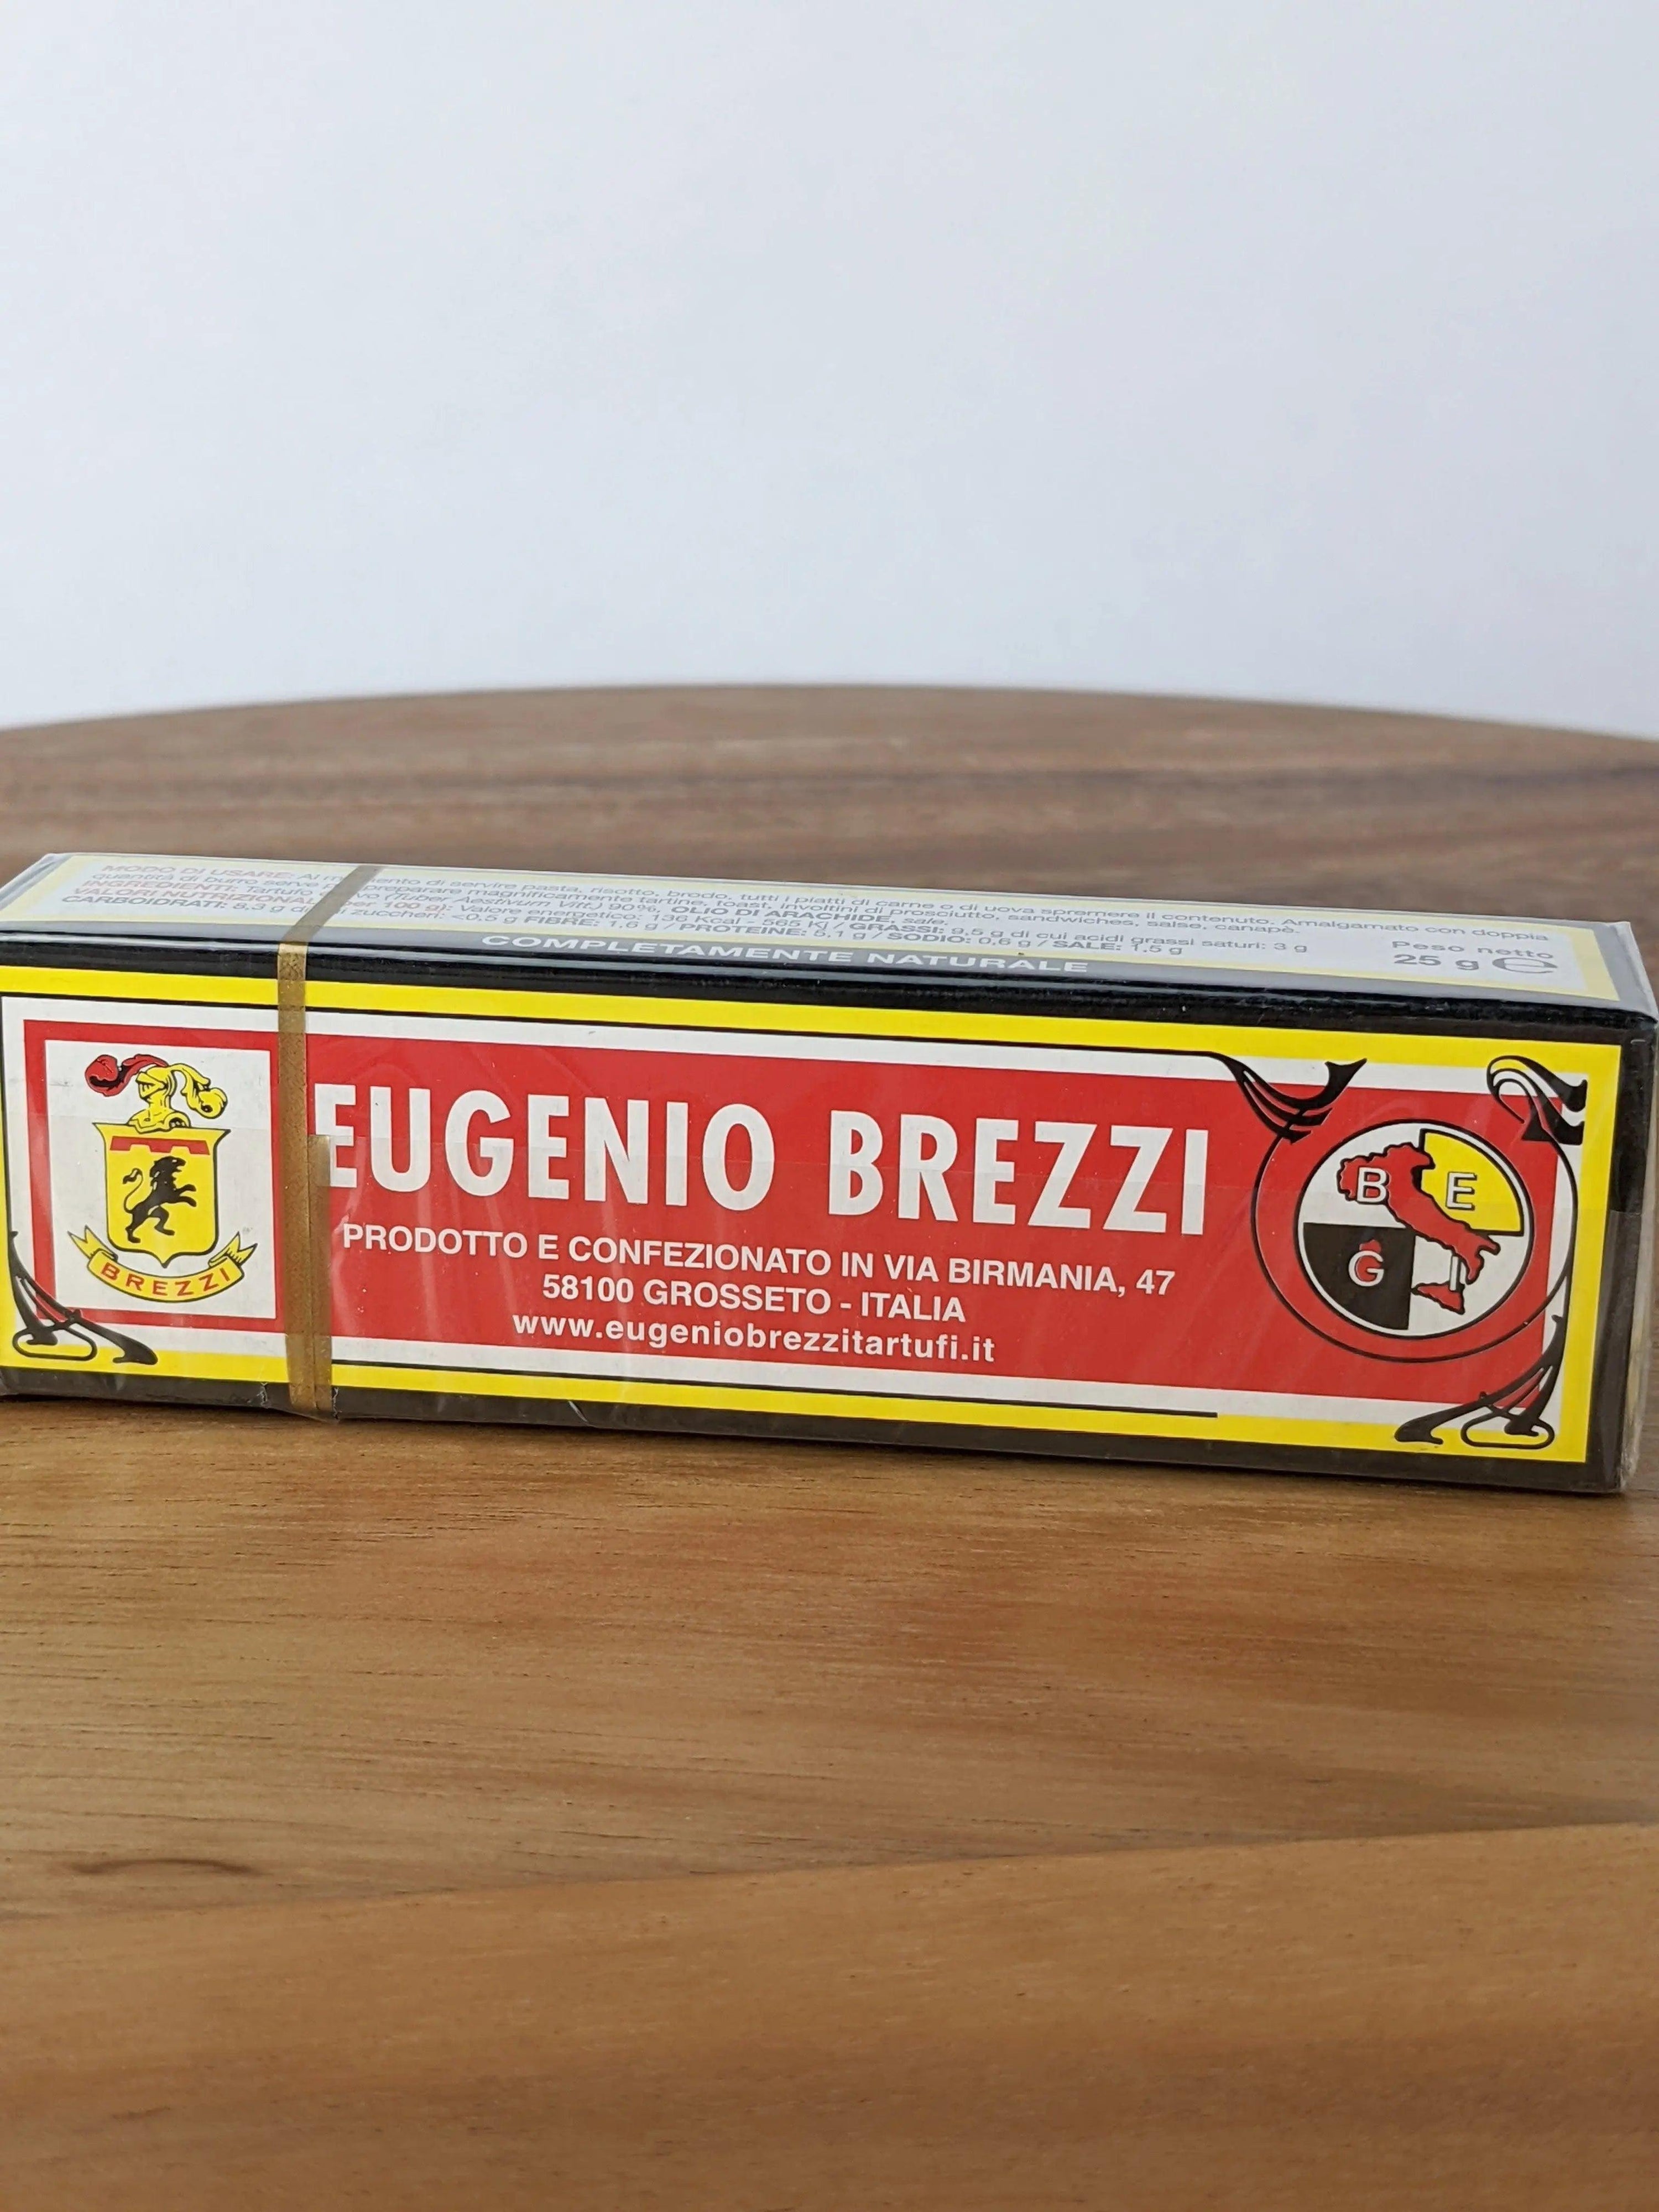 MODO DI USARE: Al momento di servire pasta, risotto, brodo, tutti i piatti di carne o di uova spremere il contenuto. Amalgamato con doppia
quantità di burro serve per preparare magnificamente tartine, toast, involtini di prosciutto, sandwiches, salse, canapè.
INGREDIENTI: Tartufo (Tuber Aestivum Vitt.) 90%, OLIO DI ARACHIDE, sale.
VALORI NUTRIZIONALI (per 100 g): Valore energetico: 136 Kcal - 565 Kj / GRASSI: 9,5 g di cui acidi grassi saturi: 3 g
CARBOIDRATI: 8,3 g di cui zuccheri: <0,5 g FIBRE: 1,6 g / PROTEINE: 5,1 g / SODIO: 0,6 g / SALE: 1,5 g
Peso netto
25 g e
COMPLETAMENTE NATURALE
BREZZI
EUGENIO BREZZI
PRODOTTO E CONFEZIONATO IN VIA BIRMANIA, 47
58100 GROSSETO - ITALIA
www.eugeniobrezzitartufi.it
B E
G I